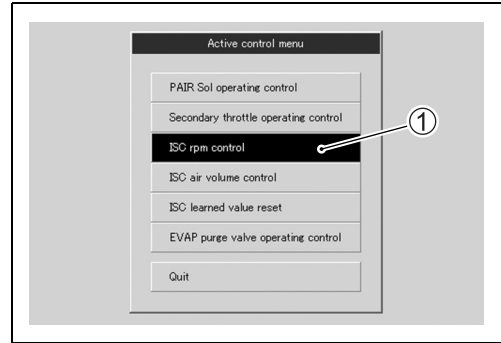 Active control menu
PAIR Sol operating control
Secondary throttle operating control
ISC rpm control
1
ISC air volume control
ISC learned value reset
EVAP purge valve operating control
Quit